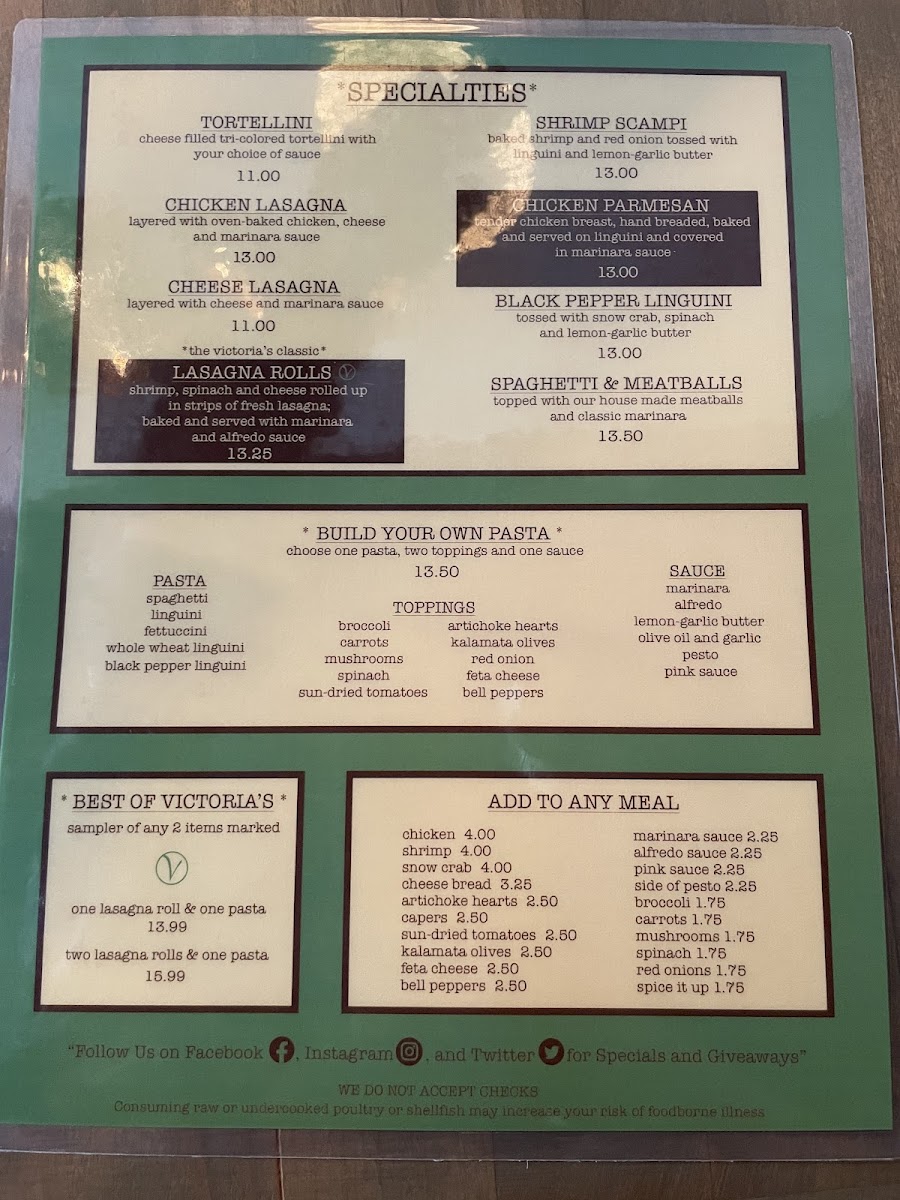 *SPECIALTIES*
TORTELLINI
cheese filled tri-colored tortellini with
your choice of sauce
11.00
CHICKEN LASAGNA
layered with oven-baked chicken, cheese
and marinara sauce
13.00
CHEESE LASAGNA
layered with cheese and marinara sauce
11.00
*the victoria's classic*
LASAGNA ROLLS V
shrimp, spinach and cheese rolled up
in strips of fresh lasagna;
baked and served with marinara
and alfredo sauce
13.25
SHRIMP SCAMPI
baked shrimp and red onion tossed with
linguini and lemon-garlic butter
13.00
CHICKEN PARMESAN
tender chicken breast, hand breaded, baked
and served on linguini and covered
in marinara sauce
13.00
BLACK PEPPER LINGUINI
tossed with snow crab, spinach
and lemon-garlic butter
13.00
SPAGHETTI & MEATBALLS
topped with our house made meatballs
and classic marinara
13.50
* BUILD YOUR OWN PASTA *
choose one pasta, two toppings and one sauce
13.50
PASTA
spaghetti
linguini
fettuccini
whole wheat linguini
black pepper linguini
TOPPINGS
broccoli
carrots
mushrooms
spinach
sun-dried tomatoes
artichoke hearts
kalamata olives
red onion
feta cheese
bell peppers
SAUCE
marinara
alfredo
lemon-garlic butter
olive oil and garlic
pesto
pink sauce
* BEST OF VICTORIA'S *
sampler of any 2 items marked
V
one lasagna roll & one pasta
13.99
two lasagna rolls & one pasta
15.99
ADD TO ANY MEAL
chicken 4.00
shrimp 4.00
snow crab 4.00
cheese bread 3.25
artichoke hearts 2.50
capers 2.50
sun-dried tomatoes 2.50
kalamata olives 2.50
feta cheese 2.50
bell peppers 2.50
marinara sauce 2.25
alfredo sauce 2.25
pink sauce 2.25
side of pesto 2.25
broccoli 1.75
carrots 1.75
mushrooms 1.75
spinach 1.75
red onions 1.75
spice it up 1.75
"Follow Us on Facebook, Instagram, and Twitter for Specials and Giveaways"
WE DO NOT ACCEPT CHECKS
Consuming raw or undercooked poultry or shellfish may increase your risk of foodborne illness